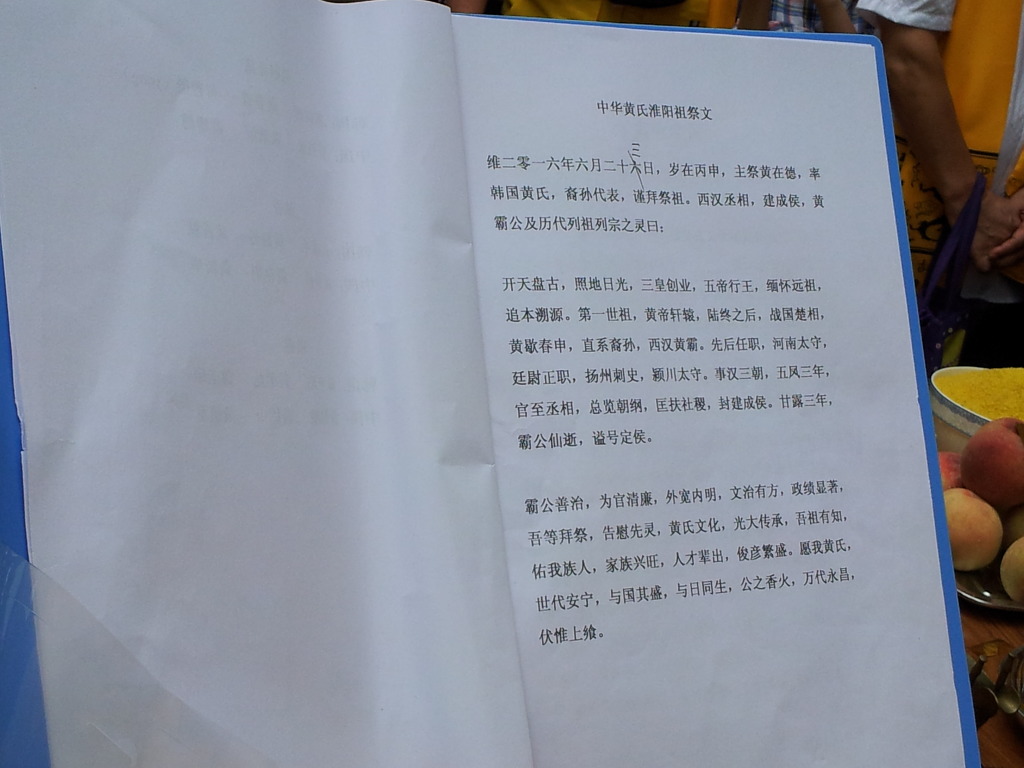 中华黄氏淮阳祖祭文
三
维二零一六年六月二十六日，岁在丙申，主祭黄在德，率
韩国黄氏，裔孙代表，谨拜祭祖。西汉丞相，建成侯，黄
霸公及历代列祖列宗之灵曰；
开天盘古，照地日光，三皇创业，五帝行王，缅怀远祖，
追本溯源。第一世祖，黄帝轩辕，陆终之后，战国楚相，
黄歇春申，直系裔孙，西汉黄霸。先后任职，河南太守，
廷尉正职，扬州刺史，颍川太守。事汉三朝，五凤三年，
官至丞相，总览朝纲，匡扶社稷，封建成侯。甘露三年，
霸公仙逝，谥号定侯。
霸公善治，为官清廉，外宽内明，文治有方，政绩显著，
吾等拜祭，告慰先灵，黄氏文化，光大传承，吾祖有知，
佑我族人，家族兴旺，人才辈出，俊彦繁盛。愿我黄氏，
世代安宁，与国其盛，与日同生，公之香火，万代永昌，
伏惟上飨。